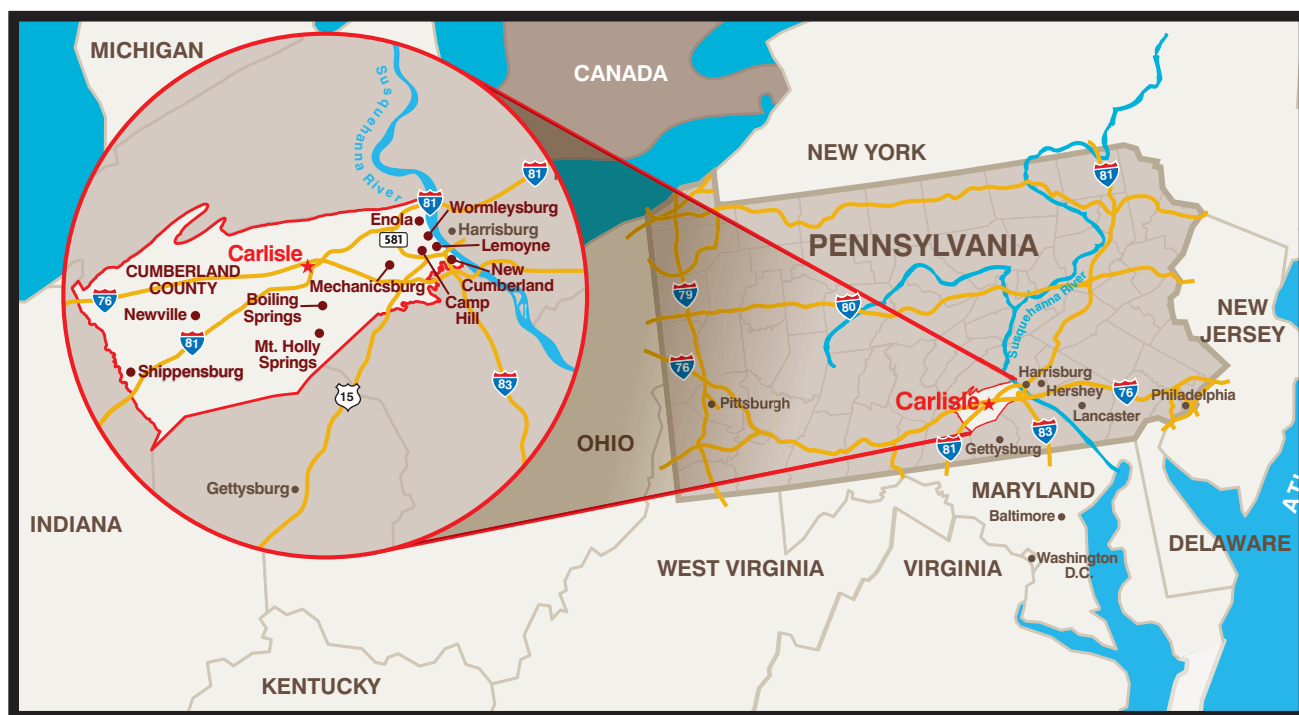 MICHIGAN
CANADA
NEW YORK
PENNSYLVANIA
NEW
JERSEY
OHIO
INDIANA
KENTUCKY
WEST VIRGINIA
VIRGINIA
MARYLAND
DELAWARE
Susquehanna River
81
81
Wormleysburg
Enola
Harrisburg
581
Lemoyne
Carlisle
New
Cumberland
CUMBERLAND
COUNTY
Mechanicsburg
Camp
Hill
76
Boiling
Springs
Newville
81
Mt. Holly
Springs
Shippensburg
83
15
Gettysburg
81
79
80
Susquehanna River
76
Harrisburg
Hershey
76
Carlisle
Pittsburgh
Lancaster
Philadelphia
81
83
Gettysburg
Baltimore
Washington
D.C.